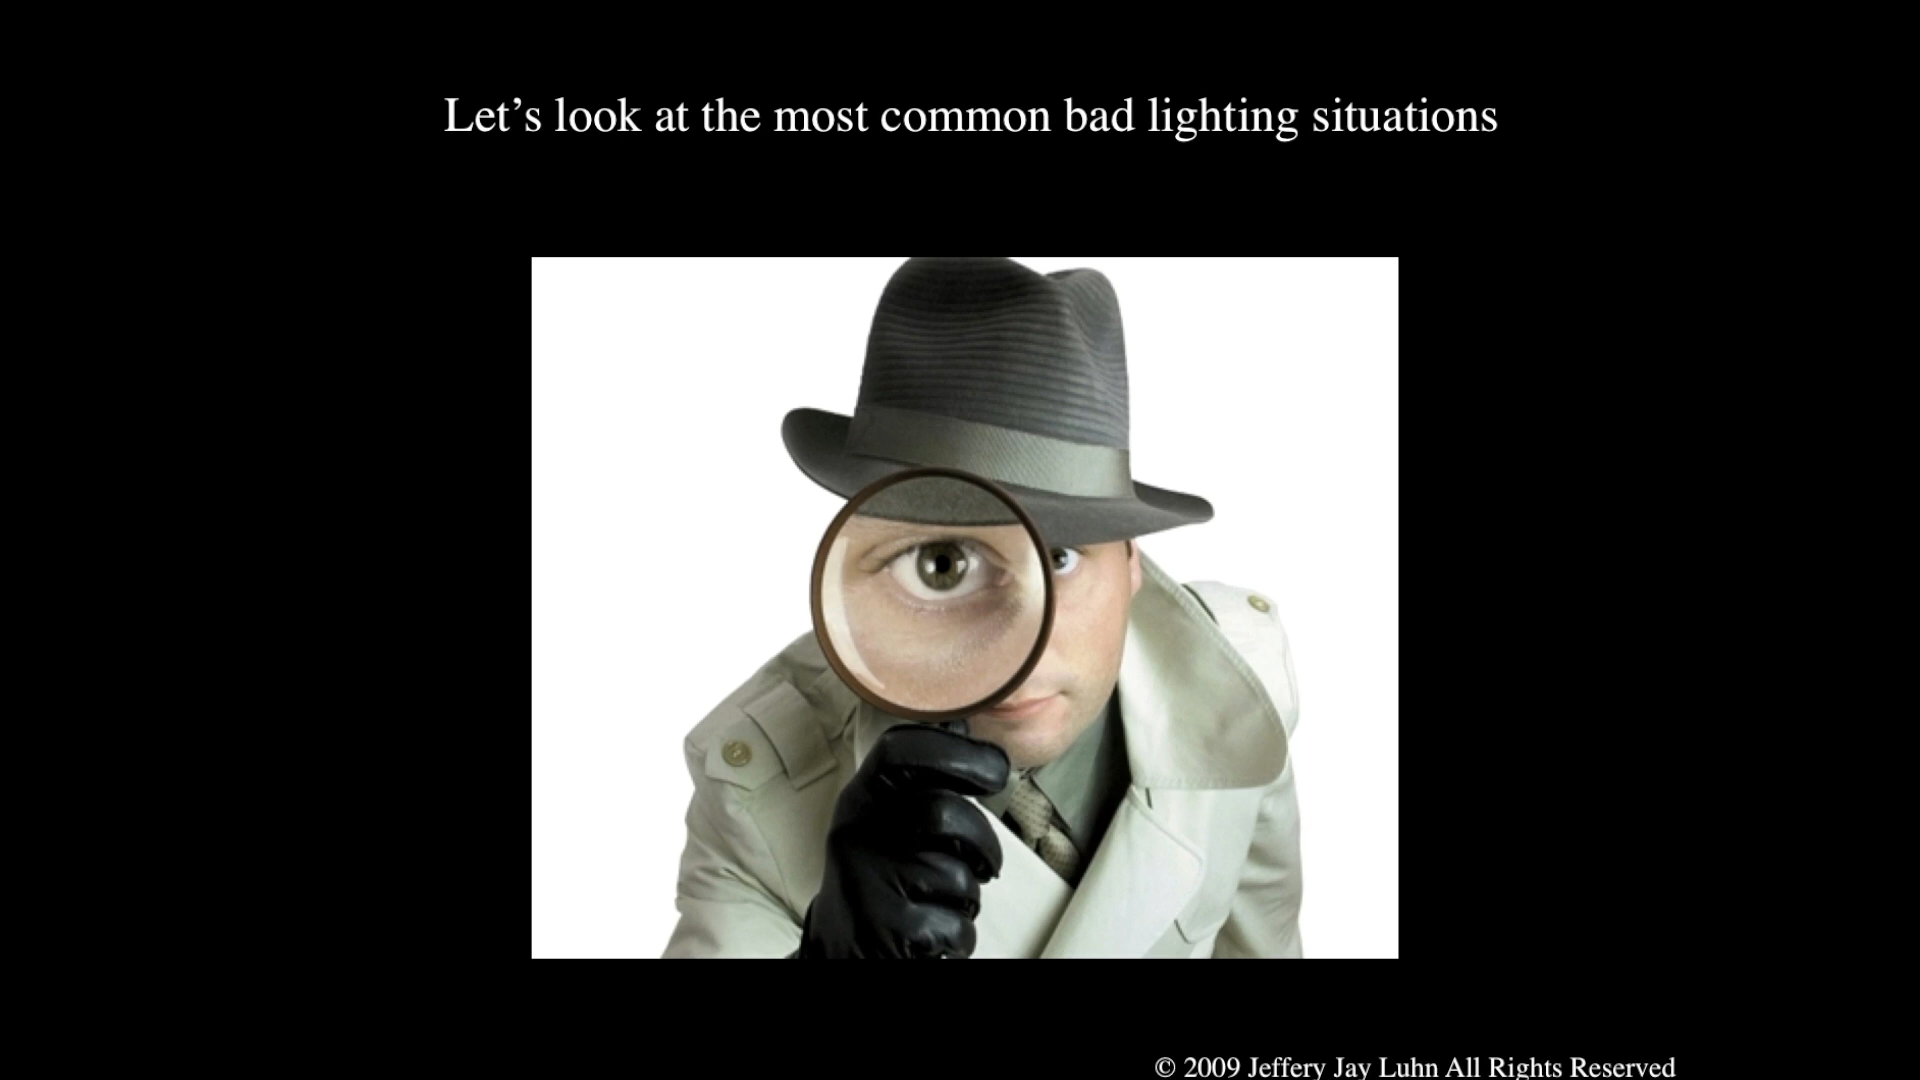 Let’s look at the most common bad lighting situations
© 2009 Jeffery Jay Luhn All Rights Reserved